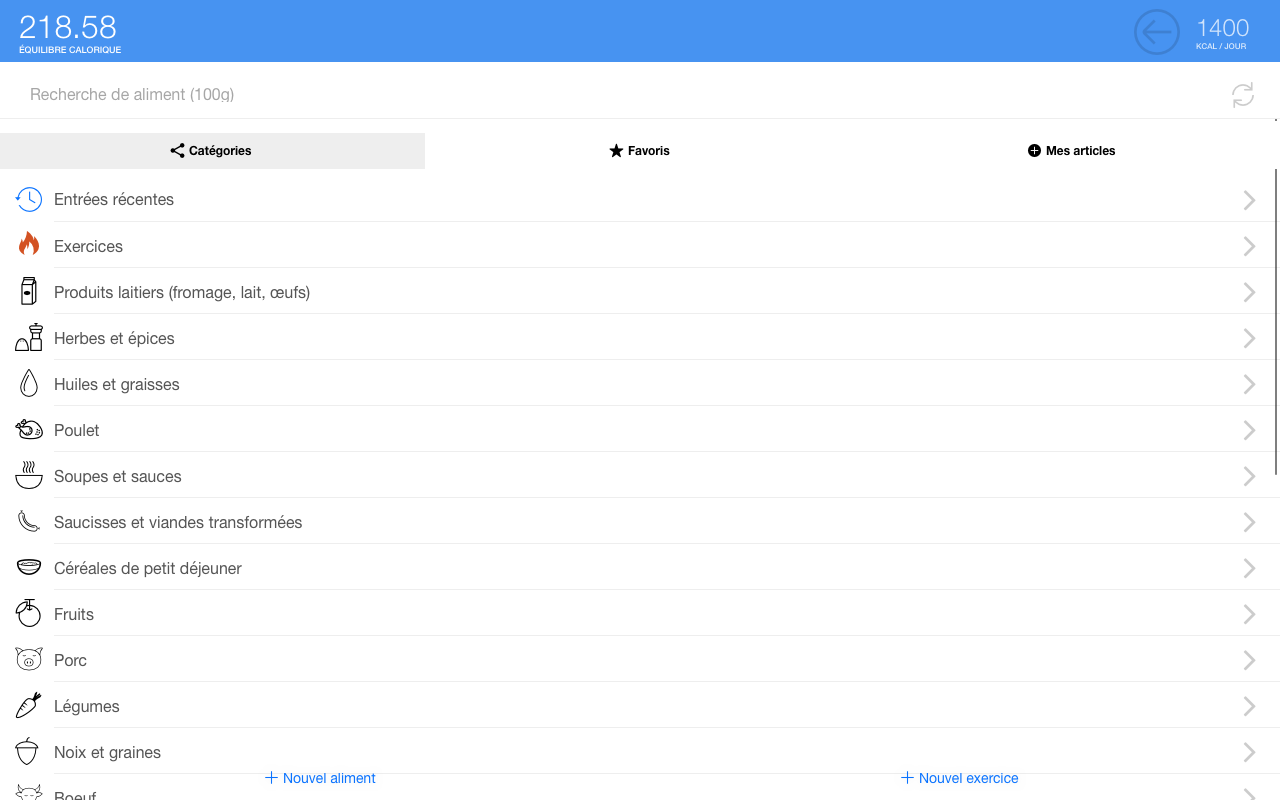 218.58
ÉQUILIBRE CALORIQUE
1400
KCAL / JOUR
Recherche de aliment (100g)
Catégories
Favoris
Mes articles
Entrées récentes
Exercices
Produits laitiers (fromage, lait, œufs)
Herbes et épices
Huiles et graisses
Poulet
Soupes et sauces
Saucisses et viandes transformées
Céréales de petit déjeuner
Fruits
Porc
Légumes
Noix et graines
Nouvel aliment
Nouvel exercice
Boeuf